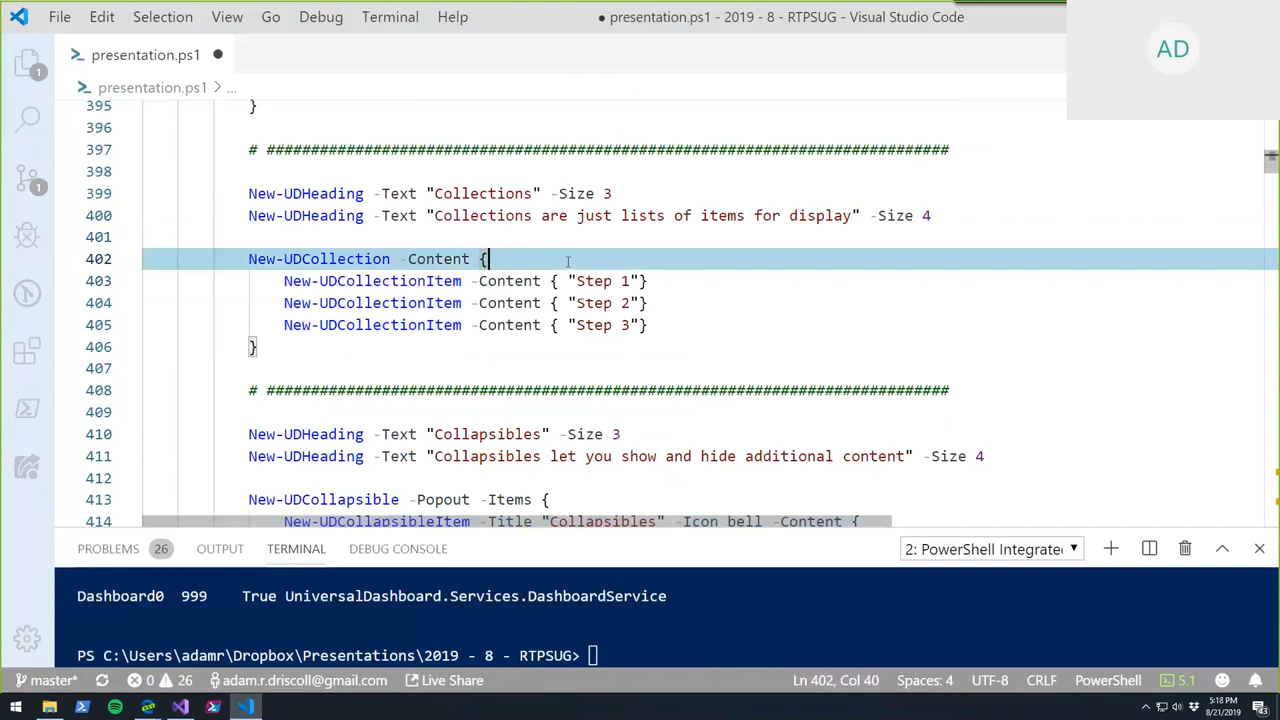 File Edit Selection View Go Debug Terminal Help ● presentation.ps1 - 2019 - 8 - RTPSUG - Visual Studio Code
AD
presentation.ps1 ●
presentation.ps1 > ...
395 }
396
397 # #############################################################################
398
399 New-UDHeading -Text "Collections" -Size 3
400 New-UDHeading -Text "Collections are just lists of items for display" -Size 4
401
402 New-UDCollection -Content {
403 New-UDCollectionItem -Content { "Step 1"}
404 New-UDCollectionItem -Content { "Step 2"}
405 New-UDCollectionItem -Content { "Step 3"}
406 }
407
408 # #############################################################################
409
410 New-UDHeading -Text "Collapsibles" -Size 3
411 New-UDHeading -Text "Collapsibles let you show and hide additional content" -Size 4
412
413 New-UDCollapsible -Popout -Items {
414 New-UDCollapsibleItem -Title "Collapsibles" -Icon bell -Content {
PROBLEMS 26 OUTPUT TERMINAL DEBUG CONSOLE 2: PowerShell Integrate
Dashboard0 999 True UniversalDashboard.Services.DashboardService
PS C:\Users\adamr\Dropbox\Presentations\2019 - 8 - RTPSUG>
master* 0 26 adam.r.driscoll@gmail.com Live Share Ln 402, Col 40 Spaces: 4 UTF-8 CRLF PowerShell 5.1
5:18 PM
8/21/2019
43